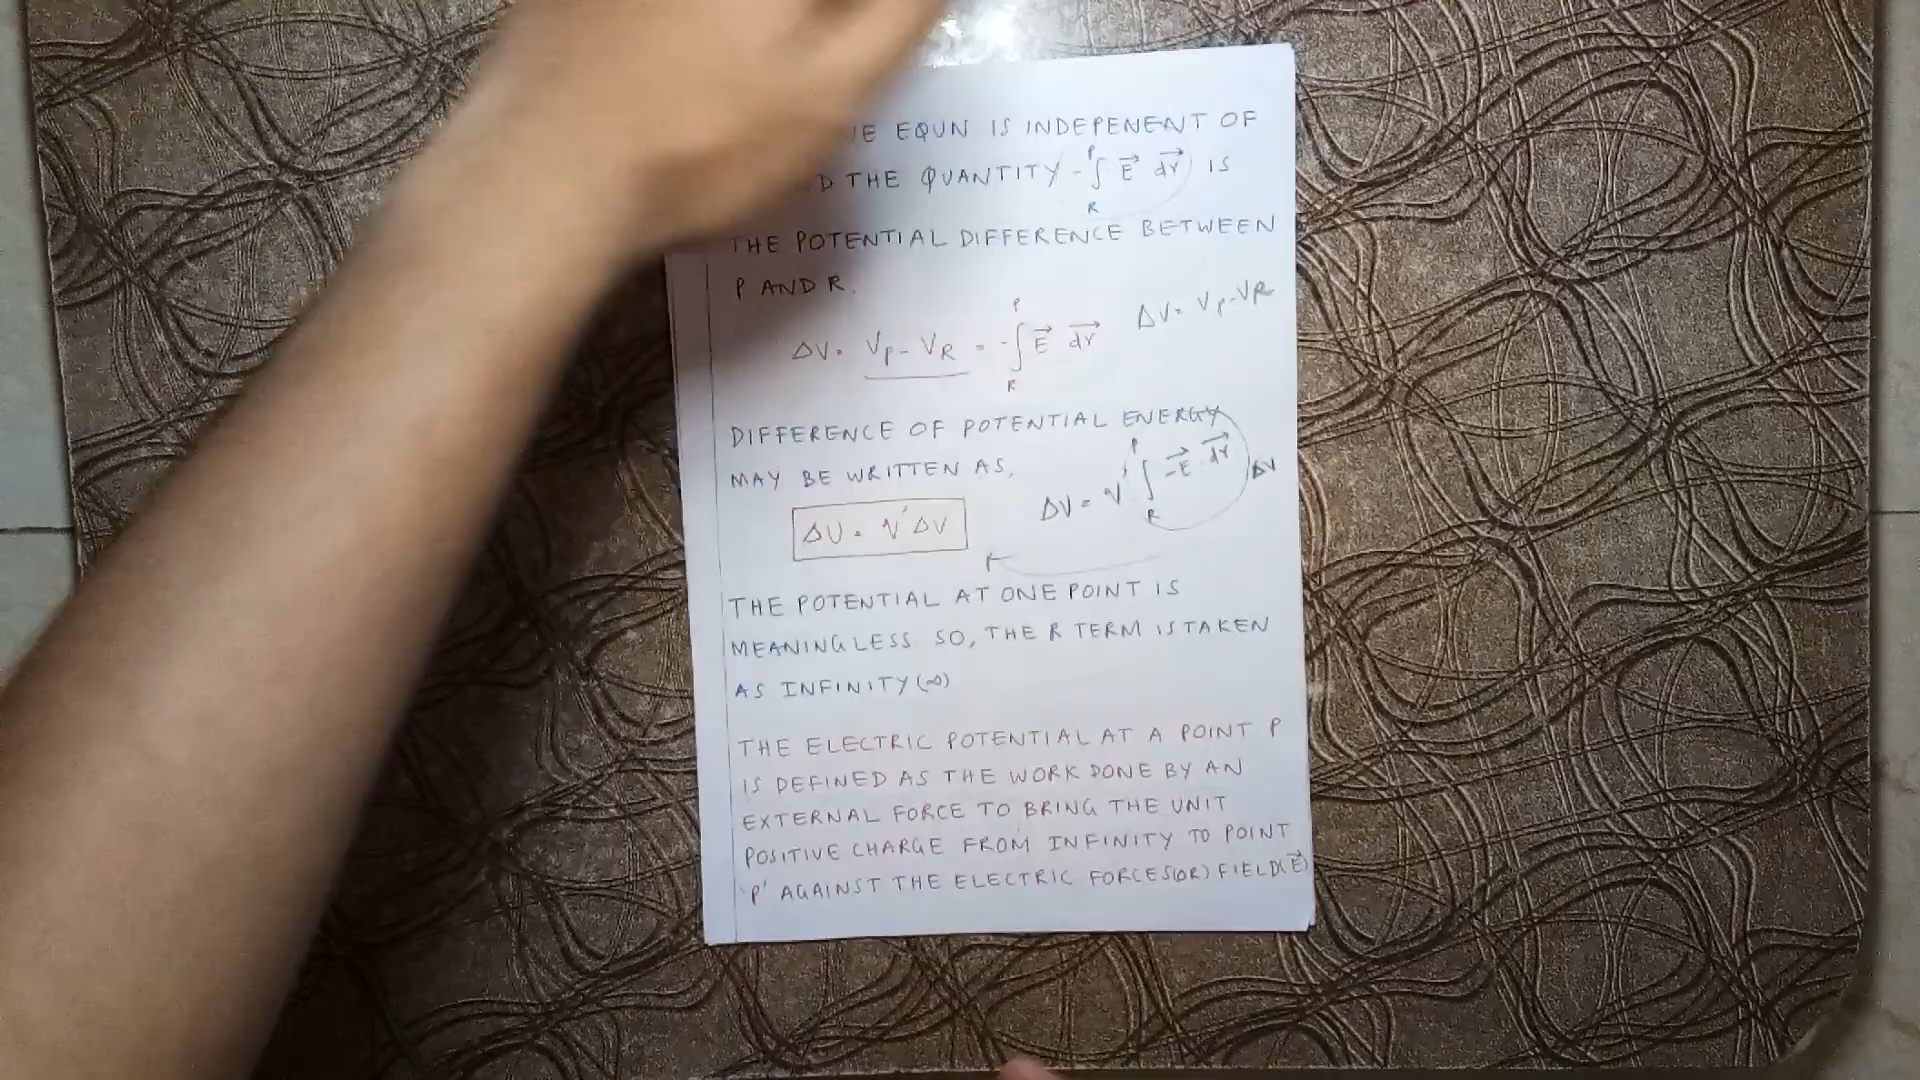 EQUN IS INDEPENENT OF
THE QUANTITY -∫ᴿᴾ E⃗ dr⃗ IS
THE POTENTIAL DIFFERENCE BETWEEN
P AND R.
ΔV = Vₚ - Vᴿ = -∫ᴿᴾ E⃗ dr⃗ ΔV = Vₚ - Vᴿ
DIFFERENCE OF POTENTIAL ENERGY
MAY BE WRITTEN AS,
ΔU = q' ΔV
ΔU = q' ∫ᴿᴾ -E⃗ dr⃗ ΔV
THE POTENTIAL AT ONE POINT IS
MEANINGLESS SO, THE R TERM IS TAKEN
AS INFINITY (∞)
THE ELECTRIC POTENTIAL AT A POINT P
IS DEFINED AS THE WORK DONE BY AN
EXTERNAL FORCE TO BRING THE UNIT
POSITIVE CHARGE FROM INFINITY TO POINT
'P' AGAINST THE ELECTRIC FORCES(OR) FIELD(E⃗)